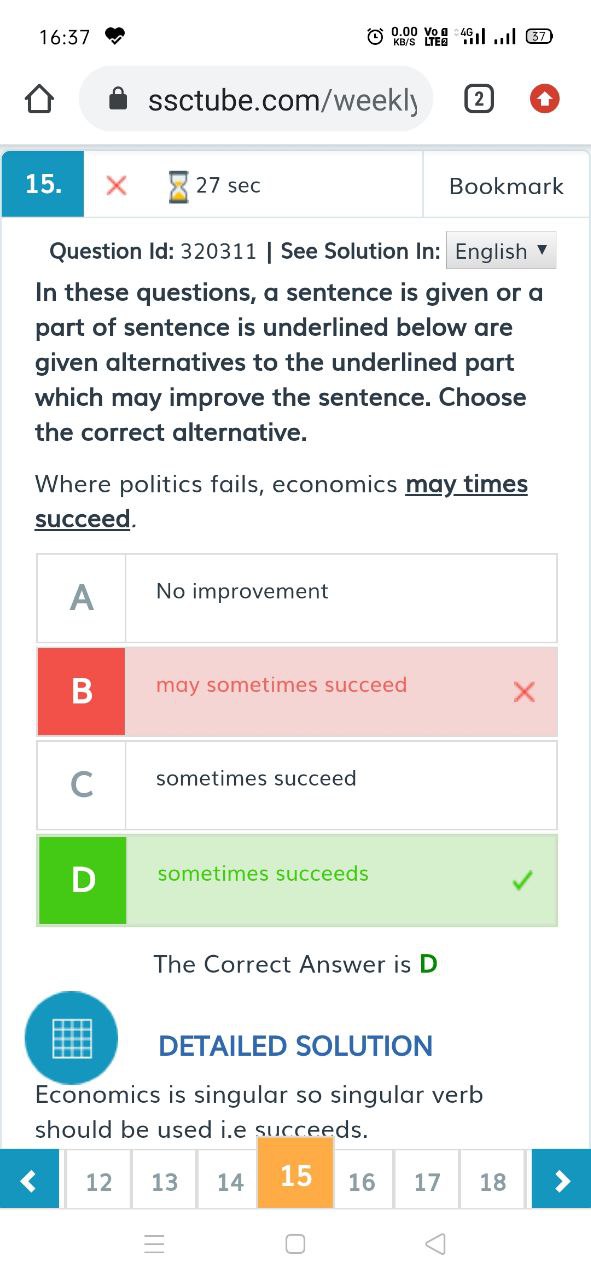 16:37 0.00 KB/S Vo LTE2 4G 37
ssctube.com/weekly 2
15. 27 sec Bookmark
Question Id: 320311 | See Solution In: English
In these questions, a sentence is given or a
part of sentence is underlined below are
given alternatives to the underlined part
which may improve the sentence. Choose
the correct alternative.
Where politics fails, economics may times
succeed.
A No improvement
B may sometimes succeed
C sometimes succeed
D sometimes succeeds
The Correct Answer is D
DETAILED SOLUTION
Economics is singular so singular verb
should be used i.e succeeds.
12 13 14 15 16 17 18